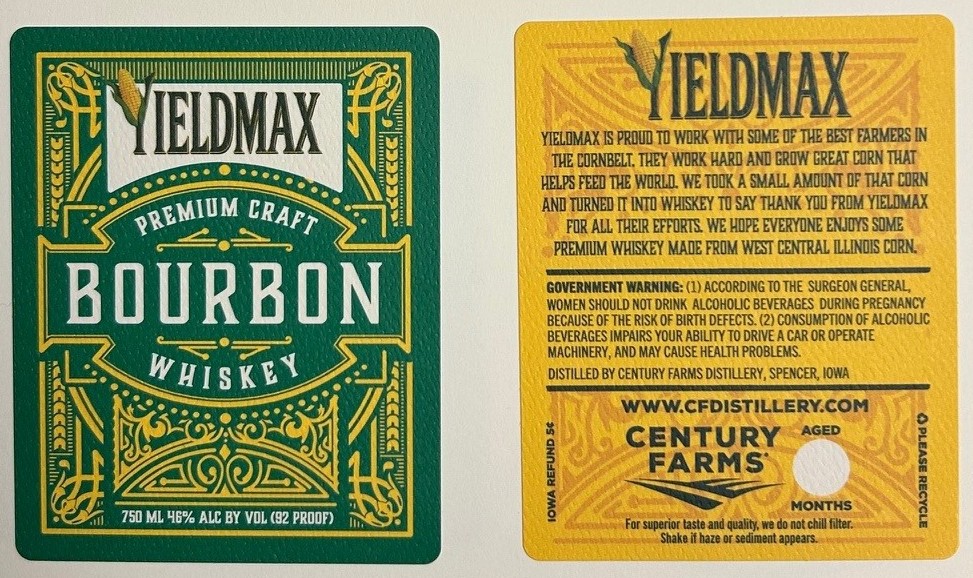 YIELDMAX
PREMIUM CRAFT
BOURBON
WHISKEY
750 ML 46% ALC BY VOL (92 PROOF)
YIELDMAX
YIELDMAX IS PROUD TO WORK WITH SOME OF THE BEST FARMERS IN
THE CORNBELT. THEY WORK HARD AND GROW GREAT CORN THAT
HELPS FEED THE WORLD. WE TOOK A SMALL AMOUNT OF THAT CORN
AND TURNED IT INTO WHISKEY TO SAY THANK YOU FROM YIELDMAX
FOR ALL THEIR EFFORTS. WE HOPE EVERYONE ENJOYS SOME
PREMIUM WHISKEY MADE FROM WEST CENTRAL ILLINOIS CORN.
GOVERNMENT WARNING: (1) ACCORDING TO THE SURGEON GENERAL,
WOMEN SHOULD NOT DRINK ALCOHOLIC BEVERAGES DURING PREGNANCY
BECAUSE OF THE RISK OF BIRTH DEFECTS. (2) CONSUMPTION OF ALCOHOLIC
BEVERAGES IMPAIRS YOUR ABILITY TO DRIVE A CAR OR OPERATE
MACHINERY, AND MAY CAUSE HEALTH PROBLEMS.
DISTILLED BY CENTURY FARMS DISTILLERY, SPENCER, IOWA
WWW.CFDISTILLERY.COM
IOWA REFUND 5¢
CENTURY
FARMS
AGED
MONTHS
PLEASE RECYCLE
For superior taste and quality, we do not chill filter.
Shake if haze or sediment appears.